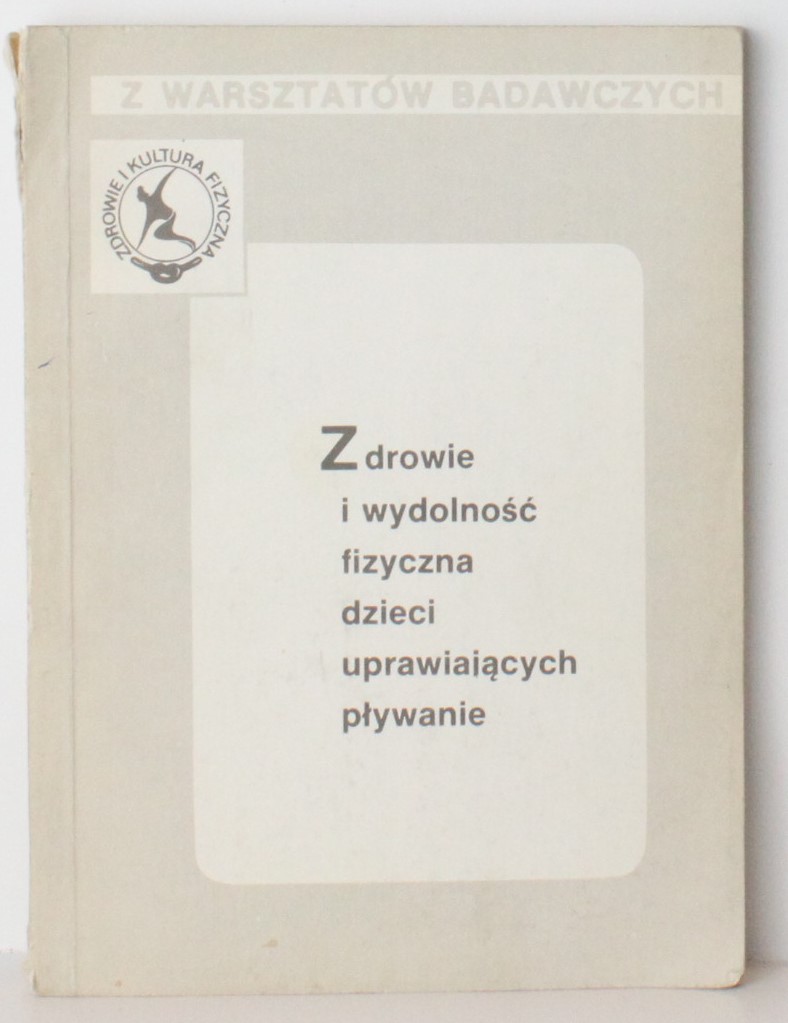 Z WARSZTATÓW BADAWCZYCH
ZDROWIE I KULTURA FIZYCZNA
Zdrowie
i wydolność
fizyczna
dzieci
uprawiających
pływanie